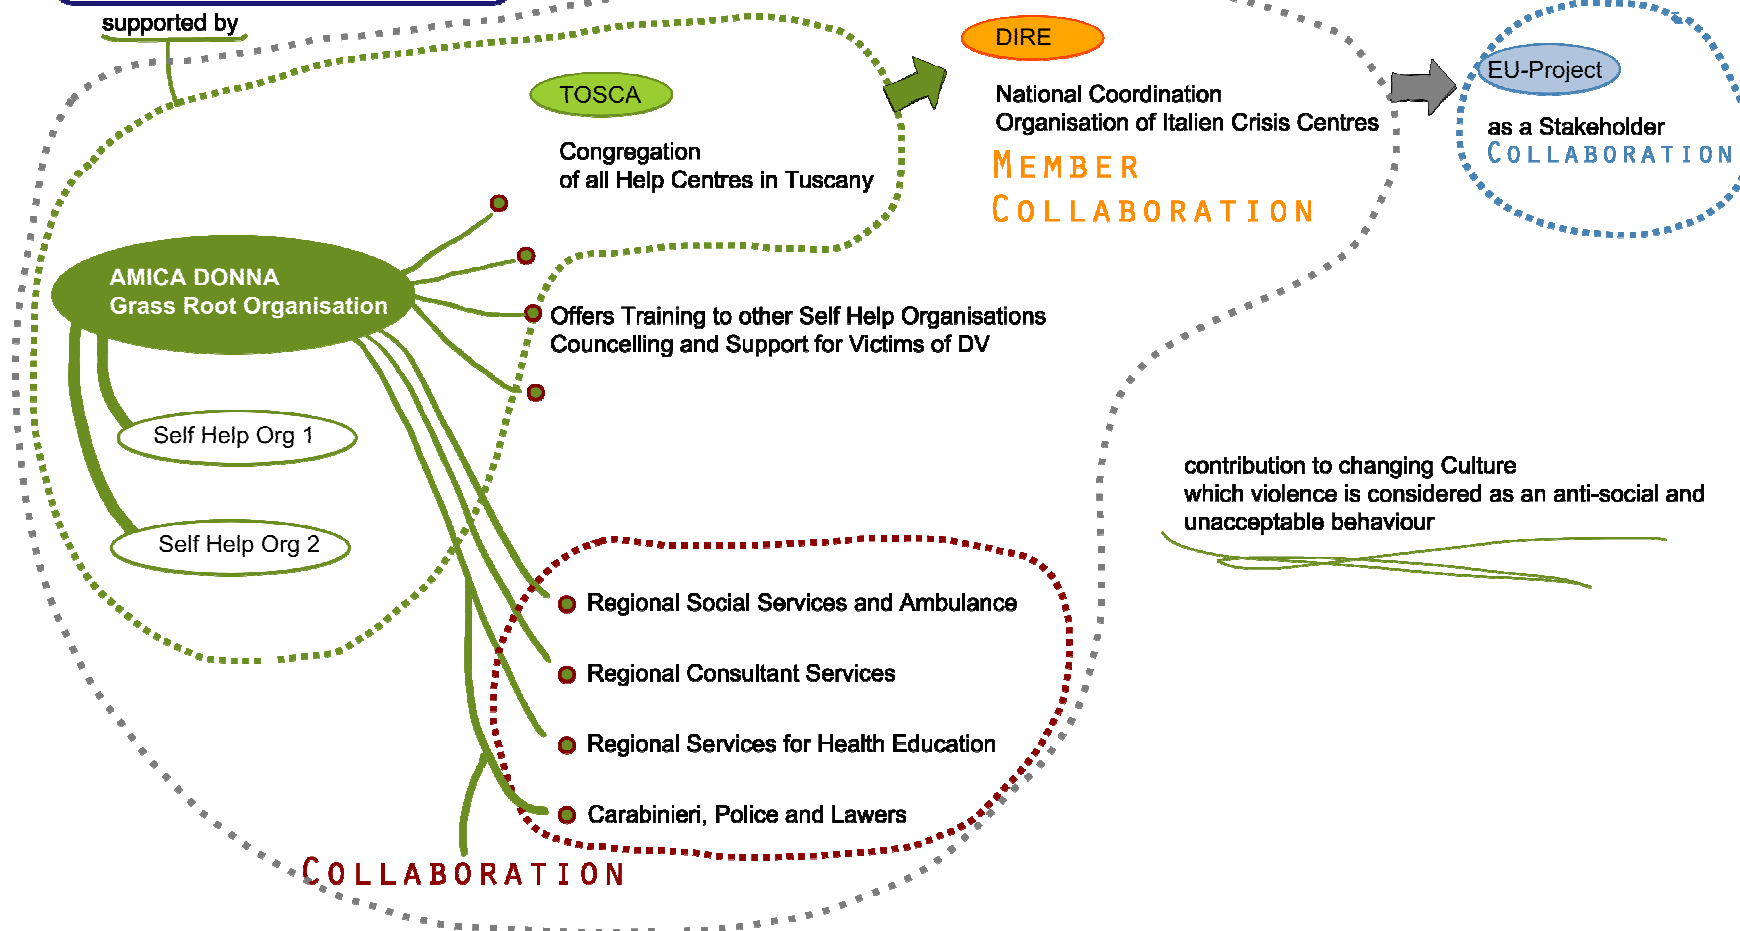 supported by
DIRE
EU-Project
TOSCA
National Coordination
Organisation of Italien Crisis Centres
MEMBER
COLLABORATION
as a Stakeholder
COLLABORATION
Congregation
of all Help Centres in Tuscany
AMICA DONNA
Grass Root Organisation
Offers Training to other Self Help Organisations
Councelling and Support for Victims of DV
Self Help Org 1
Self Help Org 2
contribution to changing Culture
which violence is considered as an anti-social and
unacceptable behaviour
Regional Social Services and Ambulance
Regional Consultant Services
Regional Services for Health Education
Carabinieri, Police and Lawers
COLLABORATION